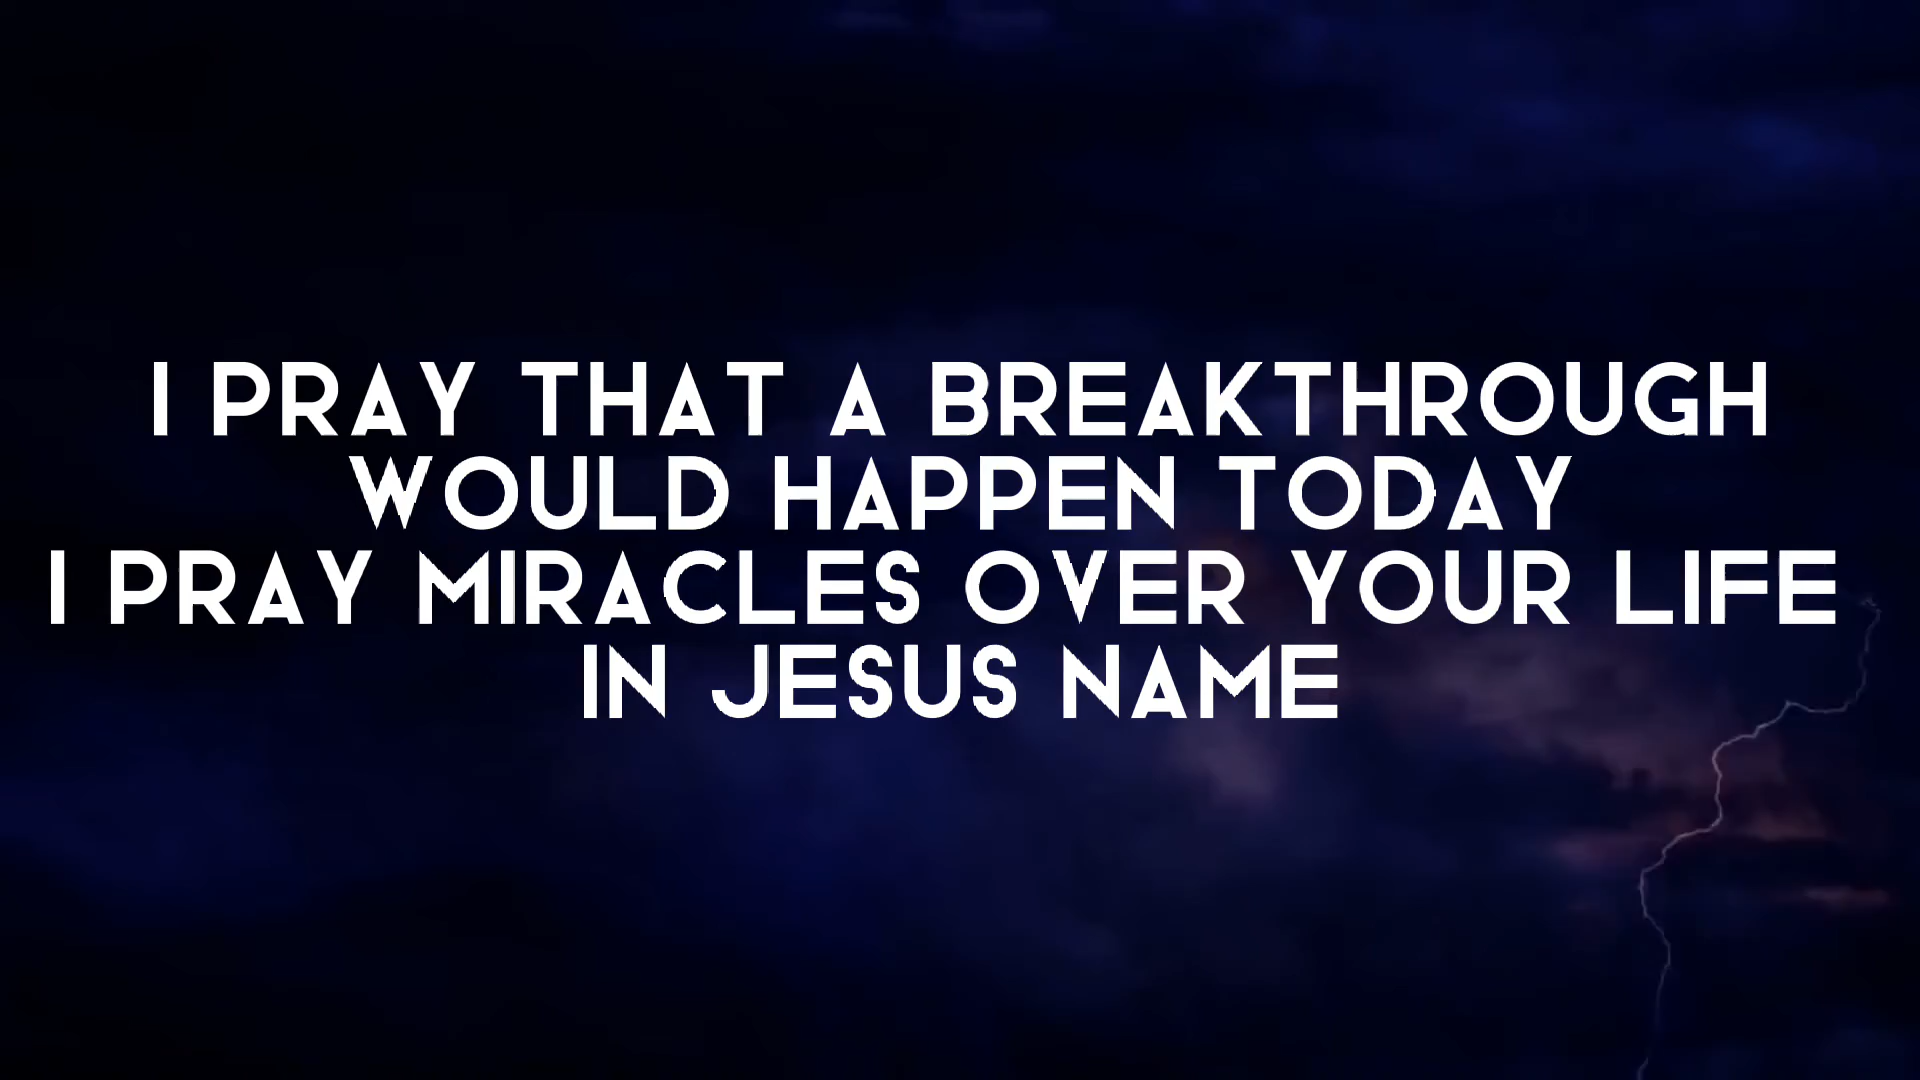 I PRAY THAT A BREAKTHROUGH
WOULD HAPPEN TODAY
I PRAY MIRACLES OVER YOUR LIFE
IN JESUS NAME